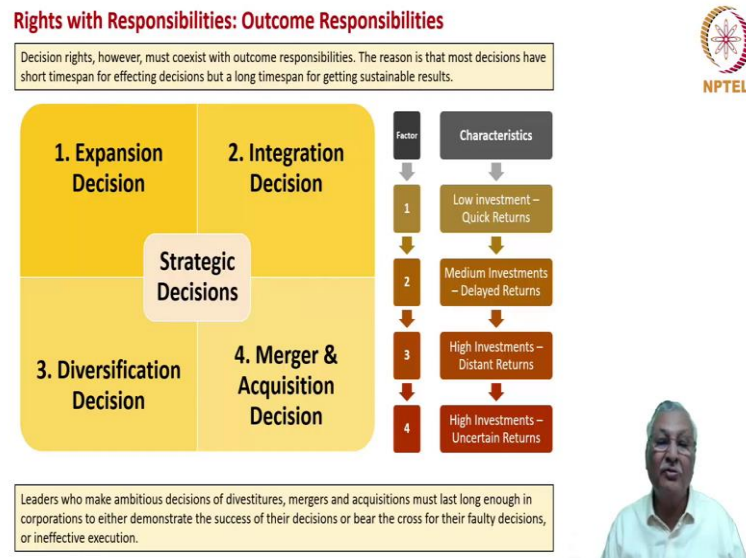 Rights with Responsibilities: Outcome Responsibilities
Decision rights, however, must coexist with outcome responsibilities. The reason is that most decisions have
short timespan for effecting decisions but a long timespan for getting sustainable results.
NPTEL
1. Expansion
Decision
2. Integration
Decision
Strategic
Decisions
3. Diversification
Decision
4. Merger &
Acquisition
Decision
Factor
Characteristics
1
Low investment –
Quick Returns
2
Medium Investments
– Delayed Returns
3
High Investments –
Distant Returns
4
High Investments –
Uncertain Returns
Leaders who make ambitious decisions of divestitures, mergers and acquisitions must last long enough in
corporations to either demonstrate the success of their decisions or bear the cross for their faulty decisions,
or ineffective execution.